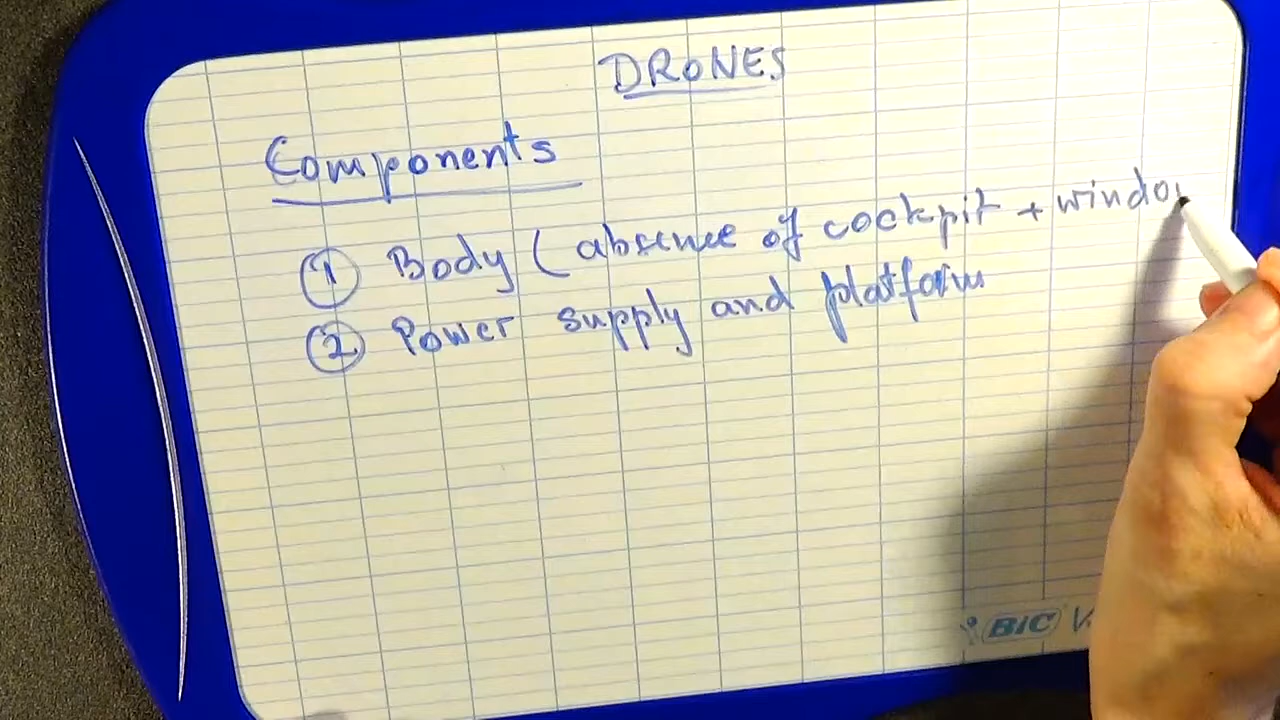 DRONES
Components
1 Body (absence of cockpit + windo
2 Power supply and platform
BIC V